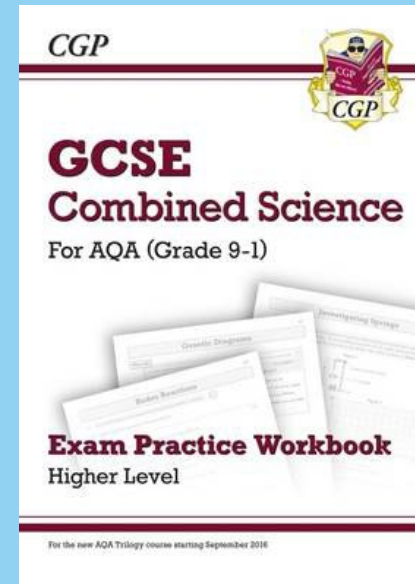 CGP
CGP
CGP
GCSE
Combined Science
For AQA (Grade 9-1)
Investigating Springs
Genetic Diagrams
Redox Reactions
Exam Practice Workbook
Higher Level
For the new AQA Trilogy course starting September 2016